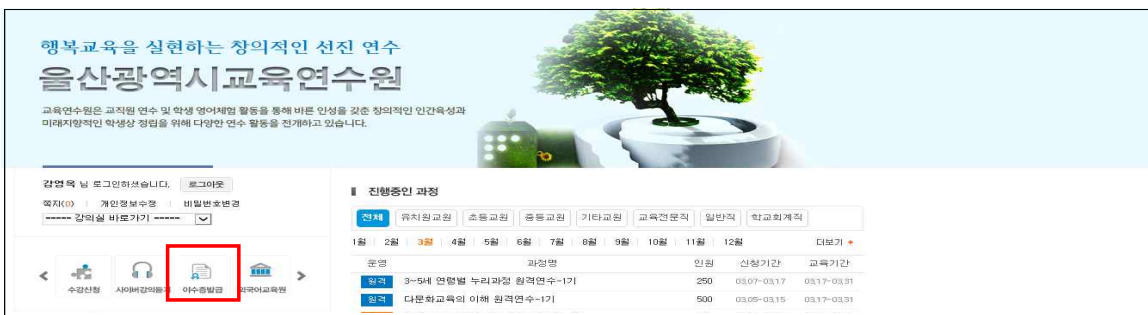 행복교육을 실현하는 창의적인 선진 연수
울산광역시교육연수원
교육연수원은 교직원 연수 및 학생 영어체험 활동을 통해 바른 인성을 갖춘 창의적인 인간육성과
미래지향적인 학생상 정립을 위해 다양한 연수 활동을 전개하고 있습니다.
강영옥 님 로그인하셨습니다. 로그아웃
쪽지(0) | 개인정보수정 | 비밀번호변경
----- 강의실 바로가기 -----
수강신청 사이버강의듣기 이수증발급 외국어교육원
진행중인 과정
전체 유치원교원 초등교원 중등교원 기타교원 교육전문직 일반직 학교회계직
1월 2월 3월 4월 5월 6월 7월 8월 9월 10월 11월 12월 더보기 +
운영 과정명 인원 신청기간 교육기간
원격 3~5세 연령별 누리과정 원격연수-1기 250 03.07~03.17 03.17~03.31
원격 다문화교육의 이해 원격연수-1기 500 03.05~03.15 03.17~03.31